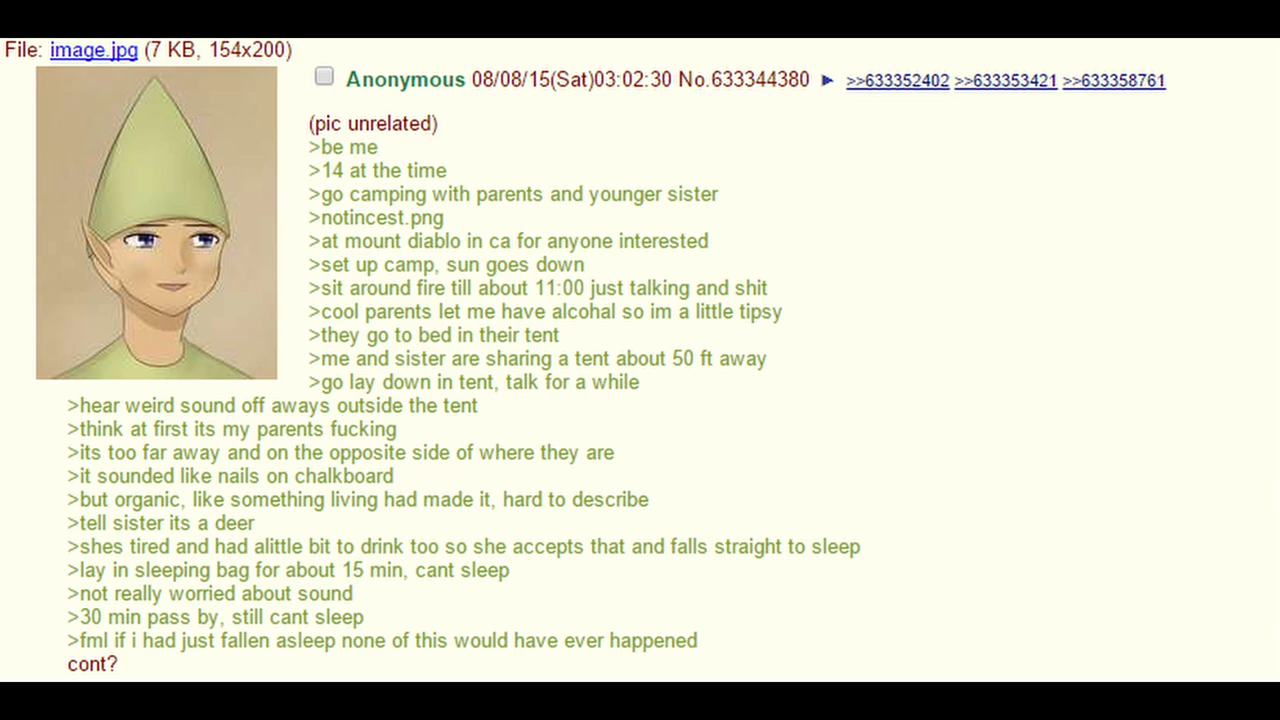 File: image.jpg (7 KB, 154x200)
Anonymous 08/08/15(Sat)03:02:30 No.633344380 ► >>633352402 >>633353421 >>633358761
(pic unrelated)
>be me
>14 at the time
>go camping with parents and younger sister
>notincest.png
>at mount diablo in ca for anyone interested
>set up camp, sun goes down
>sit around fire till about 11:00 just talking and shit
>cool parents let me have alcohal so im a little tipsy
>they go to bed in their tent
>me and sister are sharing a tent about 50 ft away
>go lay down in tent, talk for a while
>hear weird sound off aways outside the tent
>think at first its my parents fucking
>its too far away and on the opposite side of where they are
>it sounded like nails on chalkboard
>but organic, like something living had made it, hard to describe
>tell sister its a deer
>shes tired and had alittle bit to drink too so she accepts that and falls straight to sleep
>lay in sleeping bag for about 15 min, cant sleep
>not really worried about sound
>30 min pass by, still cant sleep
>fml if i had just fallen asleep none of this would have ever happened
cont?